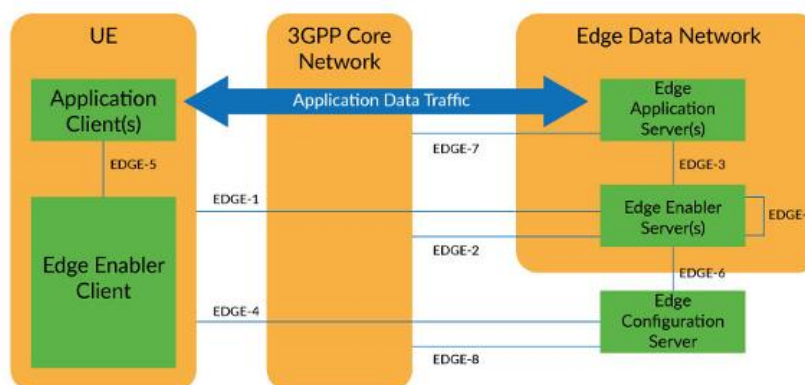 UE
3GPP Core
Network
Edge Data Network
Application
Client(s)
Application Data Traffic
Edge
Application
Server(s)
EDGE-7
EDGE-5
EDGE-3
EDGE-1
Edge Enabler
Server(s)
EDGE-
EDGE-2
Edge Enabler
Client
EDGE-6
EDGE-4
Edge
Configuration
Server
EDGE-8